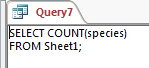 Query7
SELECT COUNT(species)
FROM Sheet1;